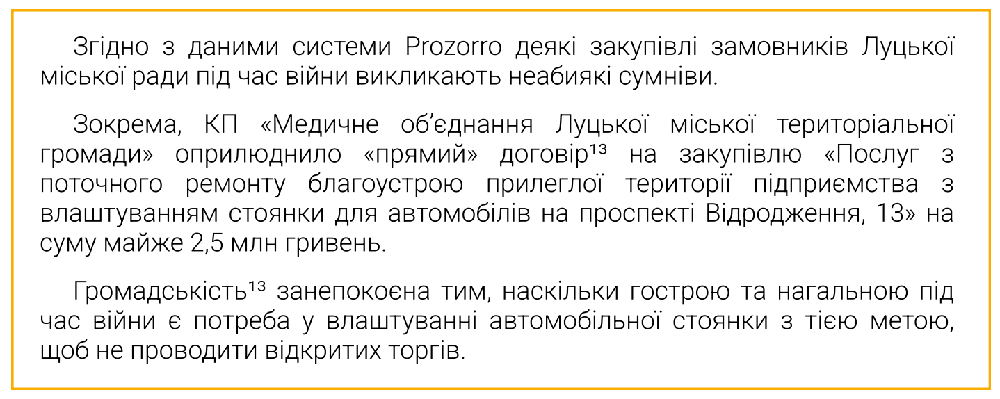 Згідно з даними системи Prozorro деякі закупівлі замовників Луцької
міської ради під час війни викликають неабиякі сумніви.
Зокрема, КП «Медичне об’єднання Луцької міської територіальної
громади» оприлюднило «прямий» договір¹³ на закупівлю «Послуг з
поточного ремонту благоустрою прилеглої території підприємства з
влаштуванням стоянки для автомобілів на проспекті Відродження, 13» на
суму майже 2,5 млн гривень.
Громадськість¹³ занепокоєна тим, наскільки гострою та нагальною під
час війни є потреба у влаштуванні автомобільної стоянки з тією метою,
щоб не проводити відкритих торгів.